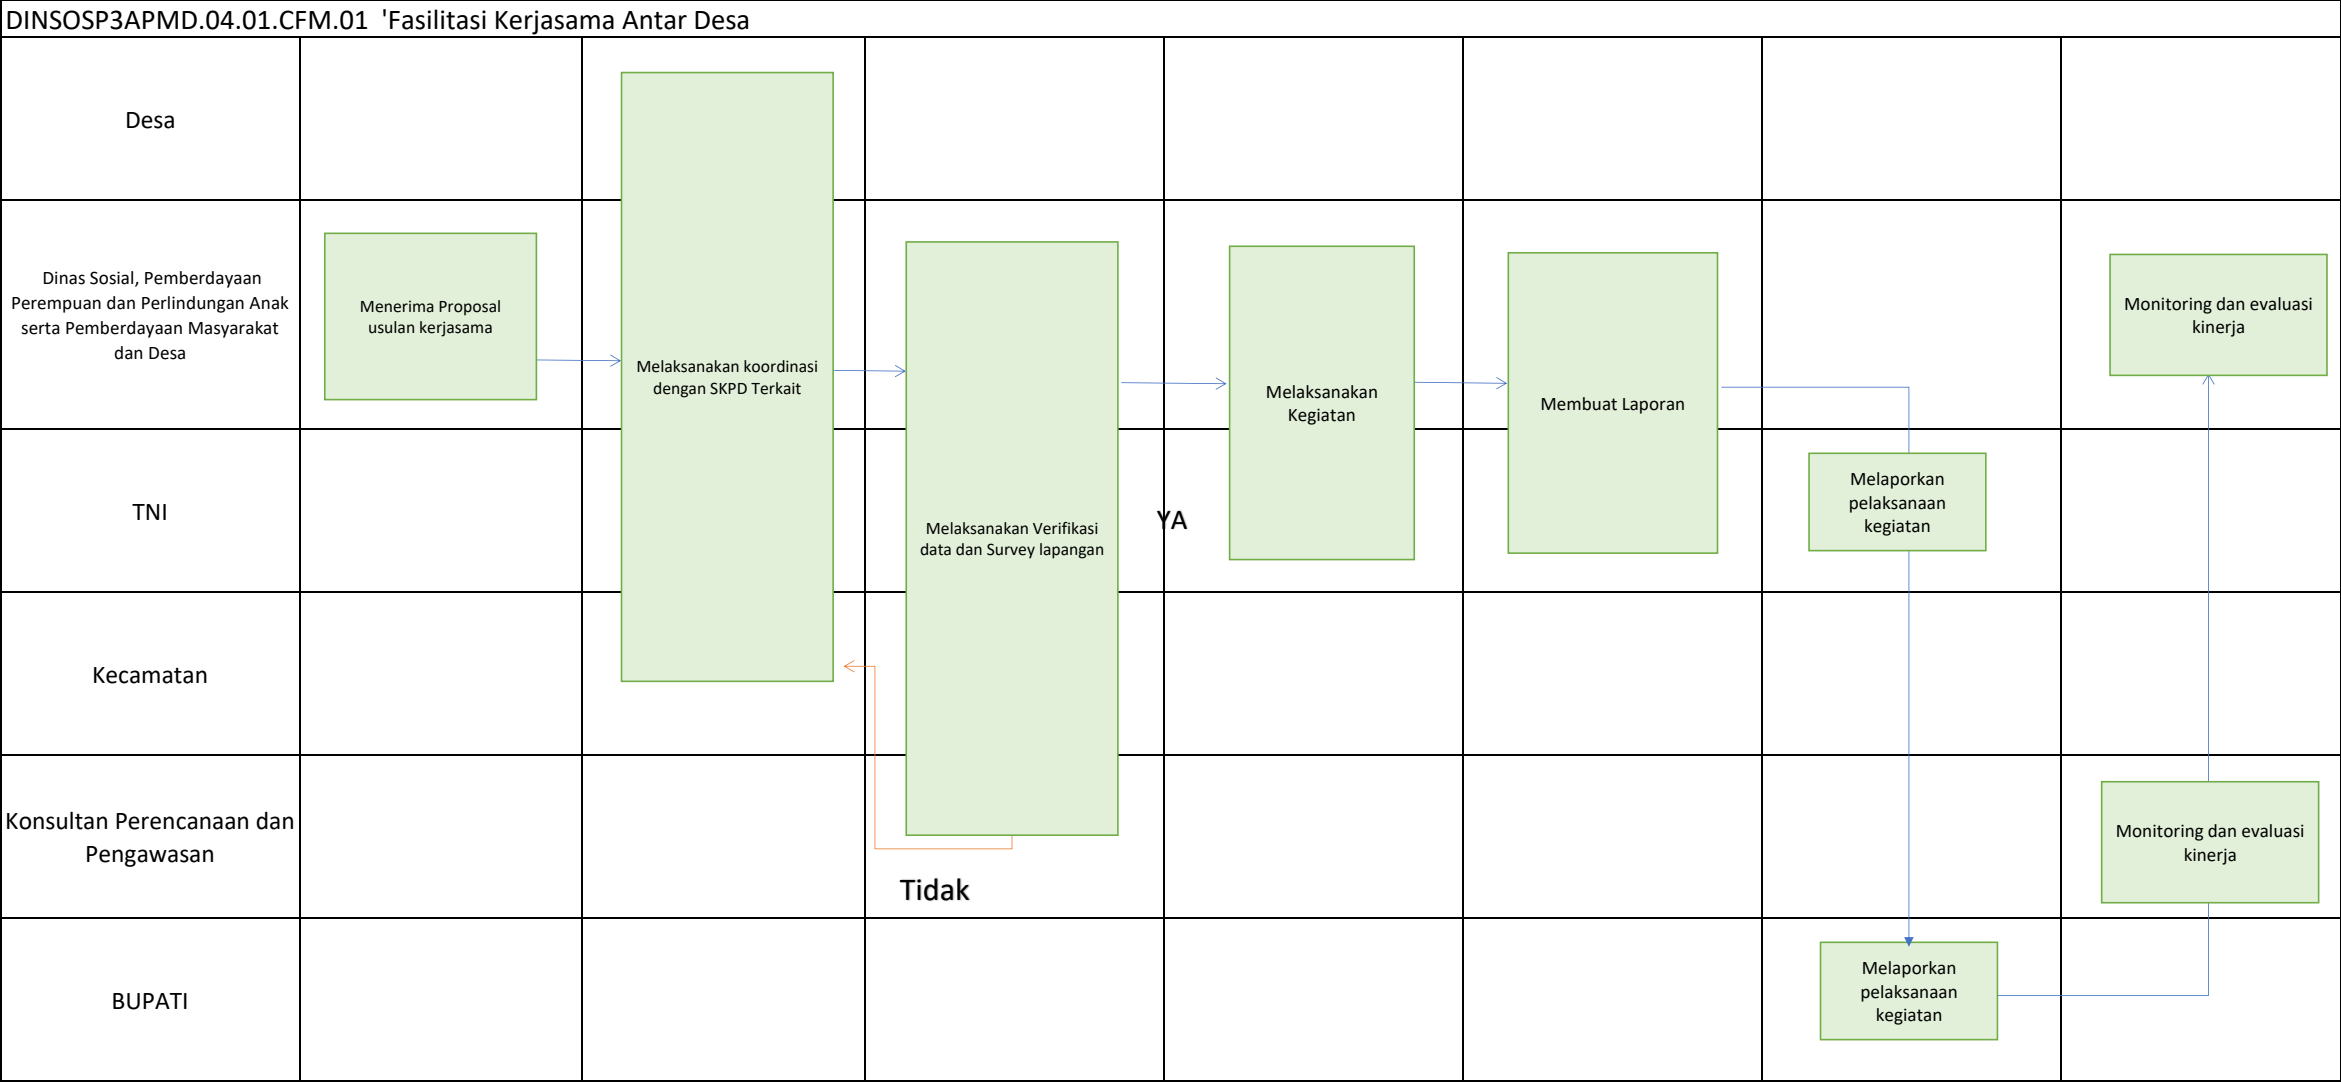 DINSOSP3APMD.04.01.CFM.01  'Fasilitasi Kerjasama Antar Desa
Desa
Dinas Sosial, Pemberdayaan
Perempuan dan Perlindungan Anak
serta Pemberdayaan Masyarakat
dan Desa
Menerima Proposal
usulan kerjasama
Melaksanakan koordinasi
dengan SKPD Terkait
Melaksanakan Verifikasi
data dan Survey lapangan
Melaksanakan
Kegiatan
Membuat Laporan
Monitoring dan evaluasi
kinerja
TNI
YA
Melaporkan
pelaksanaan
kegiatan
Kecamatan
Konsultan Perencanaan dan
Pengawasan
Tidak
Monitoring dan evaluasi
kinerja
BUPATI
Melaporkan
pelaksanaan
kegiatan